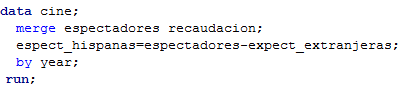 data cine;
merge espectadores recaudacion;
espect_hispanas=espectadores-expect_extranjeras;
by year;
run;